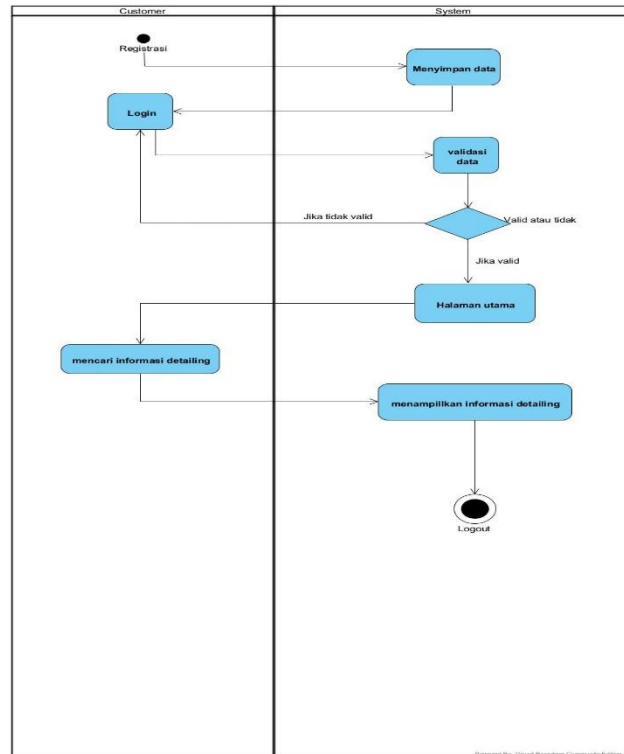 Customer
System
Registrasi
Menyimpan data
Login
validasi
data
Jika tidak valid
Valid atau tidak
Jika valid
Halaman utama
mencari informasi detailing
menampillkan informasi detailing
Logout